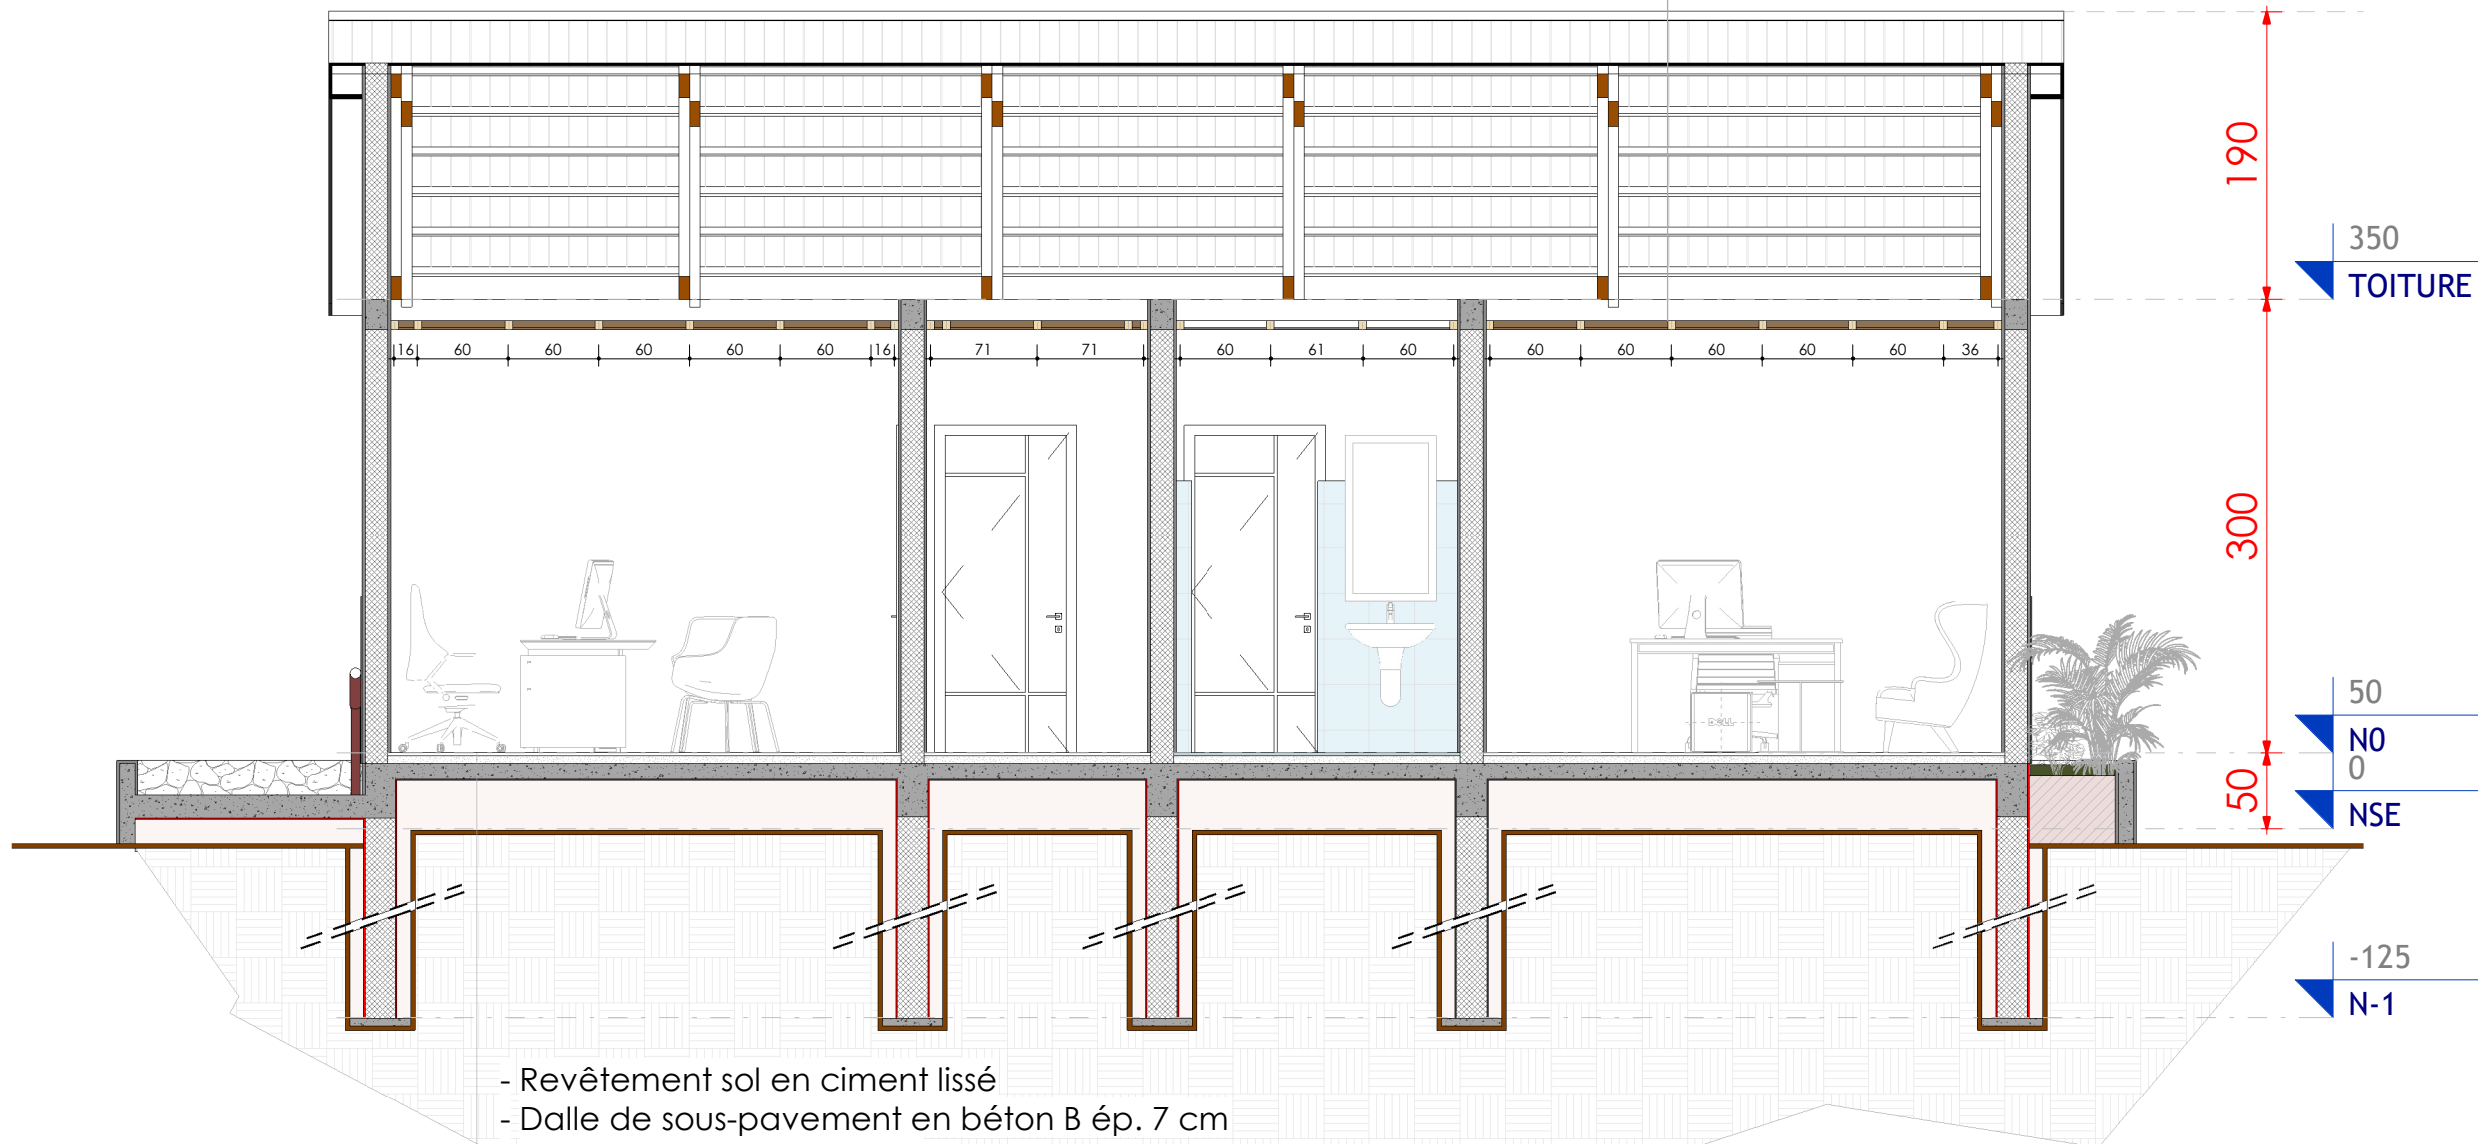 190
350
TOITURE
16 60 60 60 60 60 16 71 71 60 61 60 60 60 60 60 60 36
300
50
N0
0
50
NSE
DELL
-125
N-1
- Revêtement sol en ciment lissé
- Dalle de sous-pavement en béton B ép. 7 cm